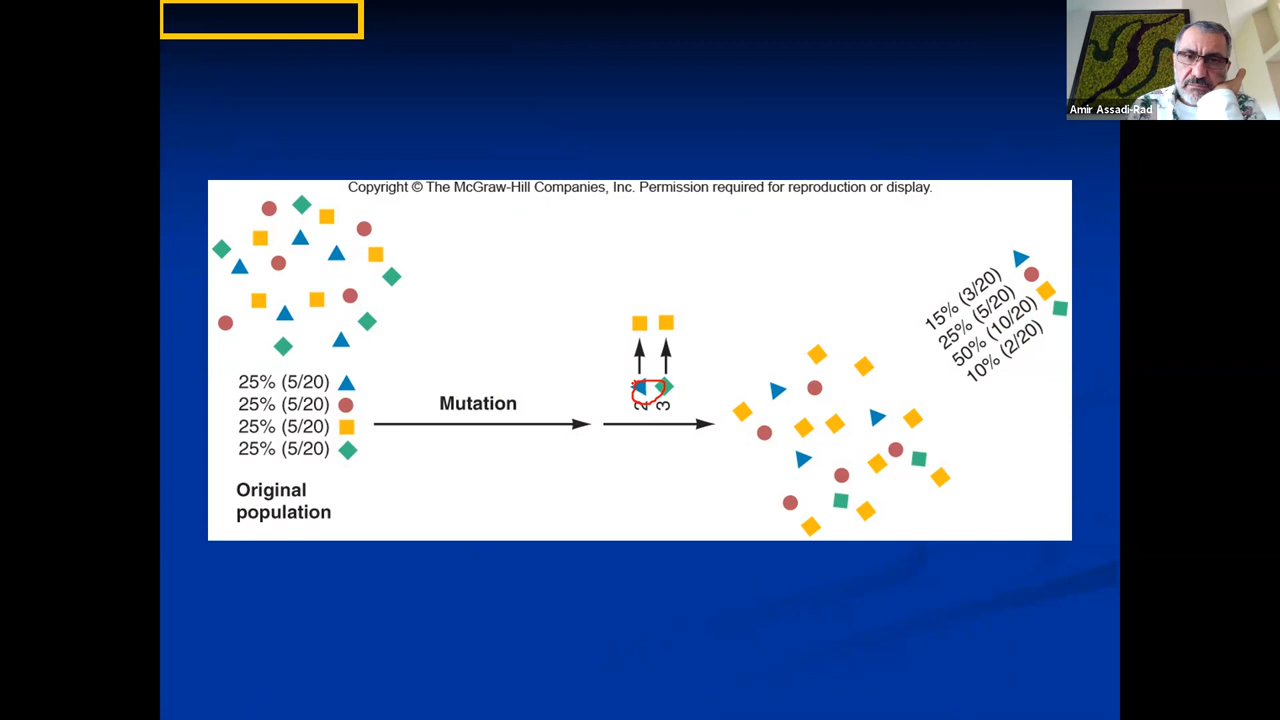 Amir Assadi-Rad
Copyright © The McGraw-Hill Companies, Inc. Permission required for reproduction or display.
25% (5/20)
25% (5/20)
25% (5/20)
25% (5/20)
Original
population
Mutation
2
3
15% (3/20)
25% (5/20)
50% (10/20)
10% (2/20)